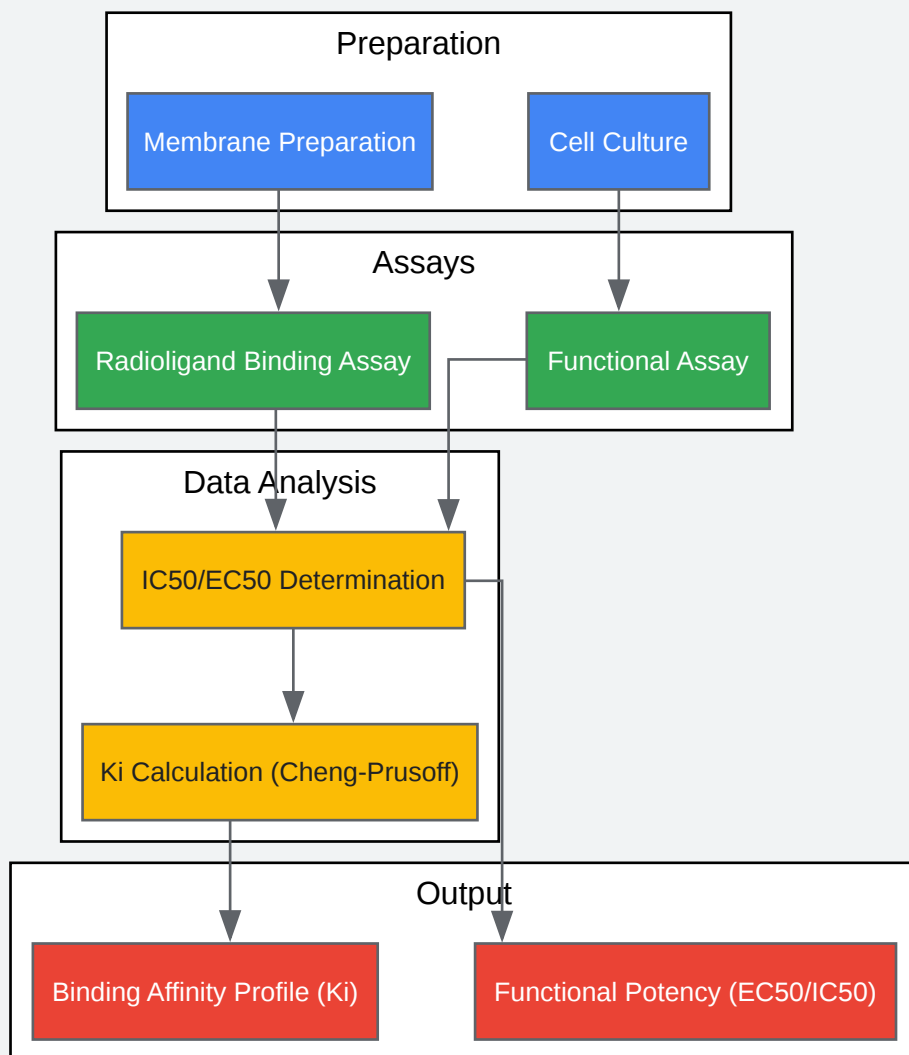 Preparation
Membrane Preparation
Cell Culture
Assays
Radioligand Binding Assay
Functional Assay
Data Analysis
IC50/EC50 Determination
Ki Calculation (Cheng-Prusoff)
Output
Binding Affinity Profile (Ki)
Functional Potency (EC50/IC50)